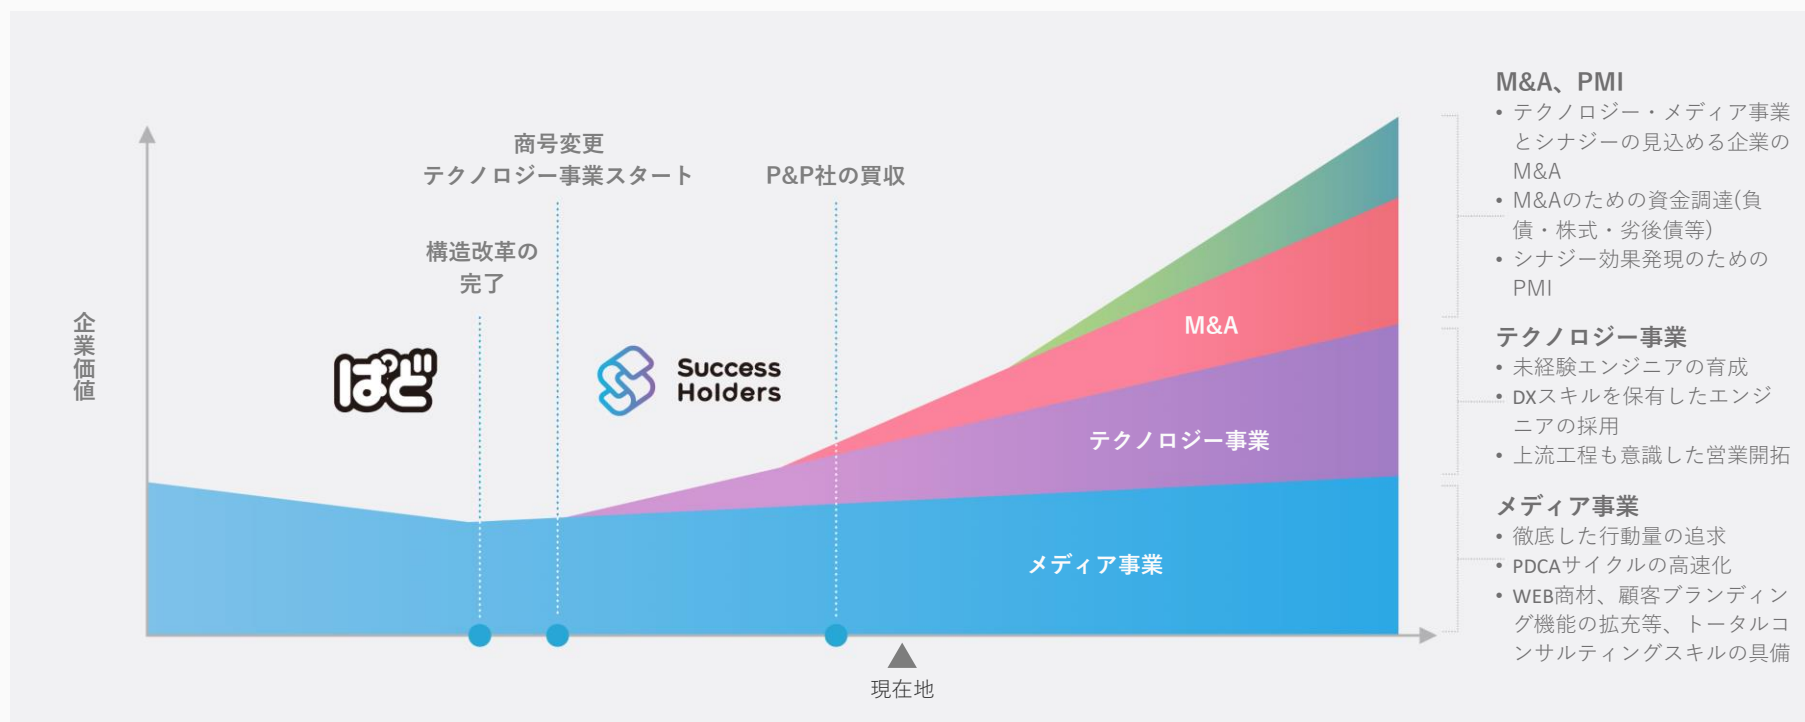 商号変更
テクノロジー事業スタート
P&P社の買収
構造改革の
完了
企業価値
ぱど
Success
Holders
M&A
テクノロジー事業
メディア事業
現在地
M&A、PMI
• テクノロジー・メディア事業
とシナジーの見込める企業の
M&A
• M&Aのための資金調達(負
債・株式・劣後債等)
• シナジー効果発現のための
PMI
テクノロジー事業
• 未経験エンジニアの育成
• DXスキルを保有したエンジ
ニアの採用
• 上流工程も意識した営業開拓
メディア事業
• 徹底した行動量の追求
• PDCAサイクルの高速化
• WEB商材、顧客ブランディン
グ機能の拡充等、トータルコ
ンサルティングスキルの具備